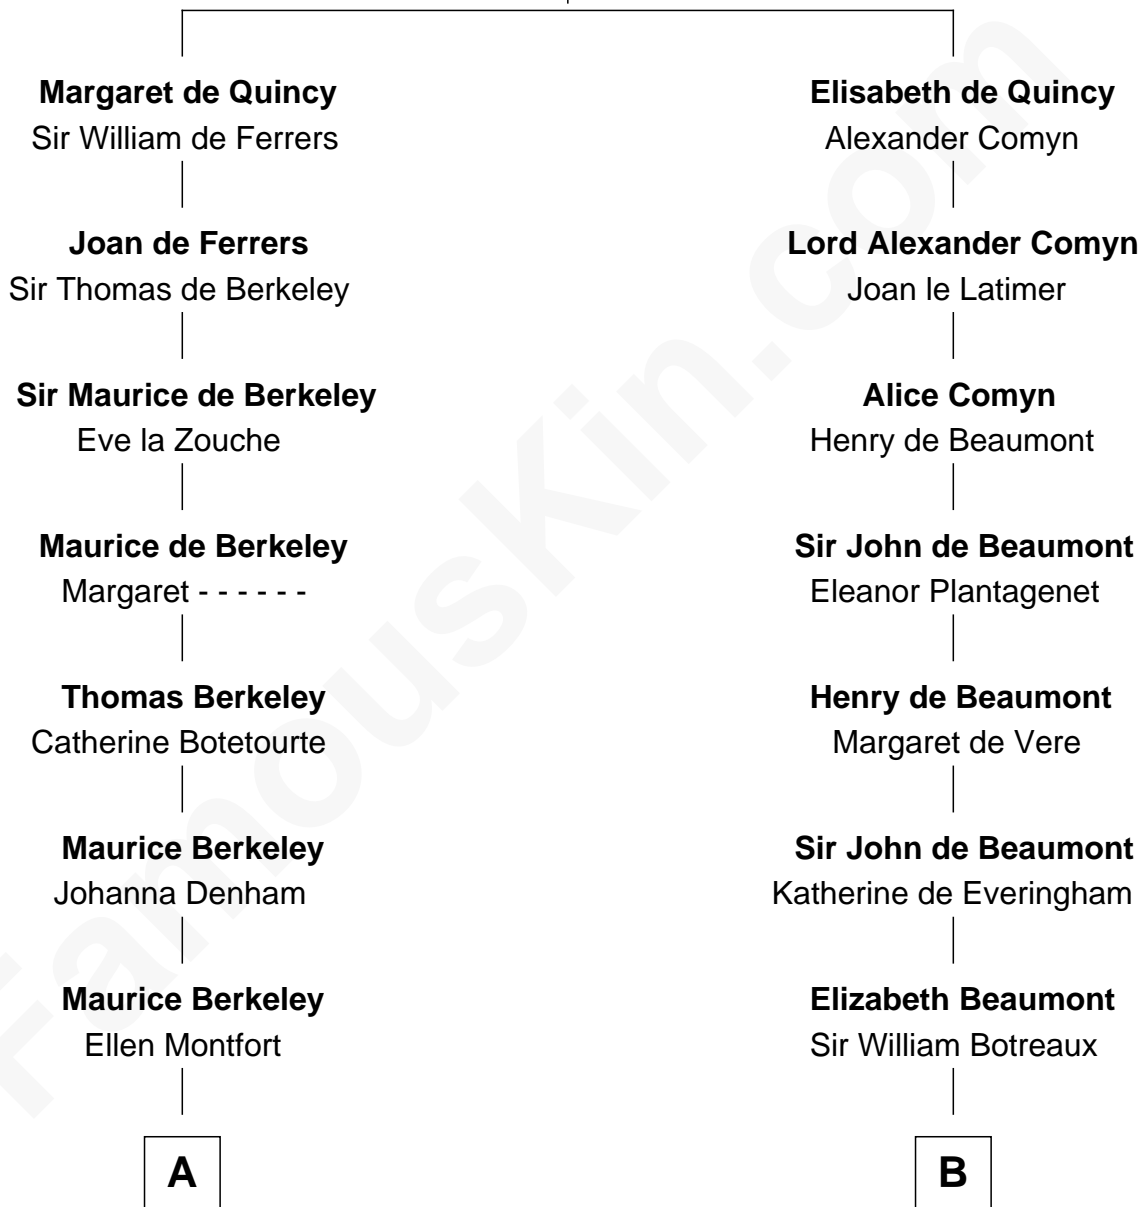 Margaret de Quincy
Sir William de Ferrers
Joan de Ferrers
Sir Thomas de Berkeley
Sir Maurice de Berkeley
Eve la Zouche
Maurice de Berkeley
Margaret - - - - - -
Thomas Berkeley
Catherine Botetourte
Maurice Berkeley
Johanna Denham
Maurice Berkeley
Ellen Montfort
A
Elisabeth de Quincy
Alexander Comyn
Lord Alexander Comyn
Joan le Latimer
Alice Comyn
Henry de Beaumont
Sir John de Beaumont
Eleanor Plantagenet
Henry de Beaumont
Margaret de Vere
Sir John de Beaumont
Katherine de Everingham
Elizabeth Beaumont
Sir William Botreaux
B
FamousKin.com